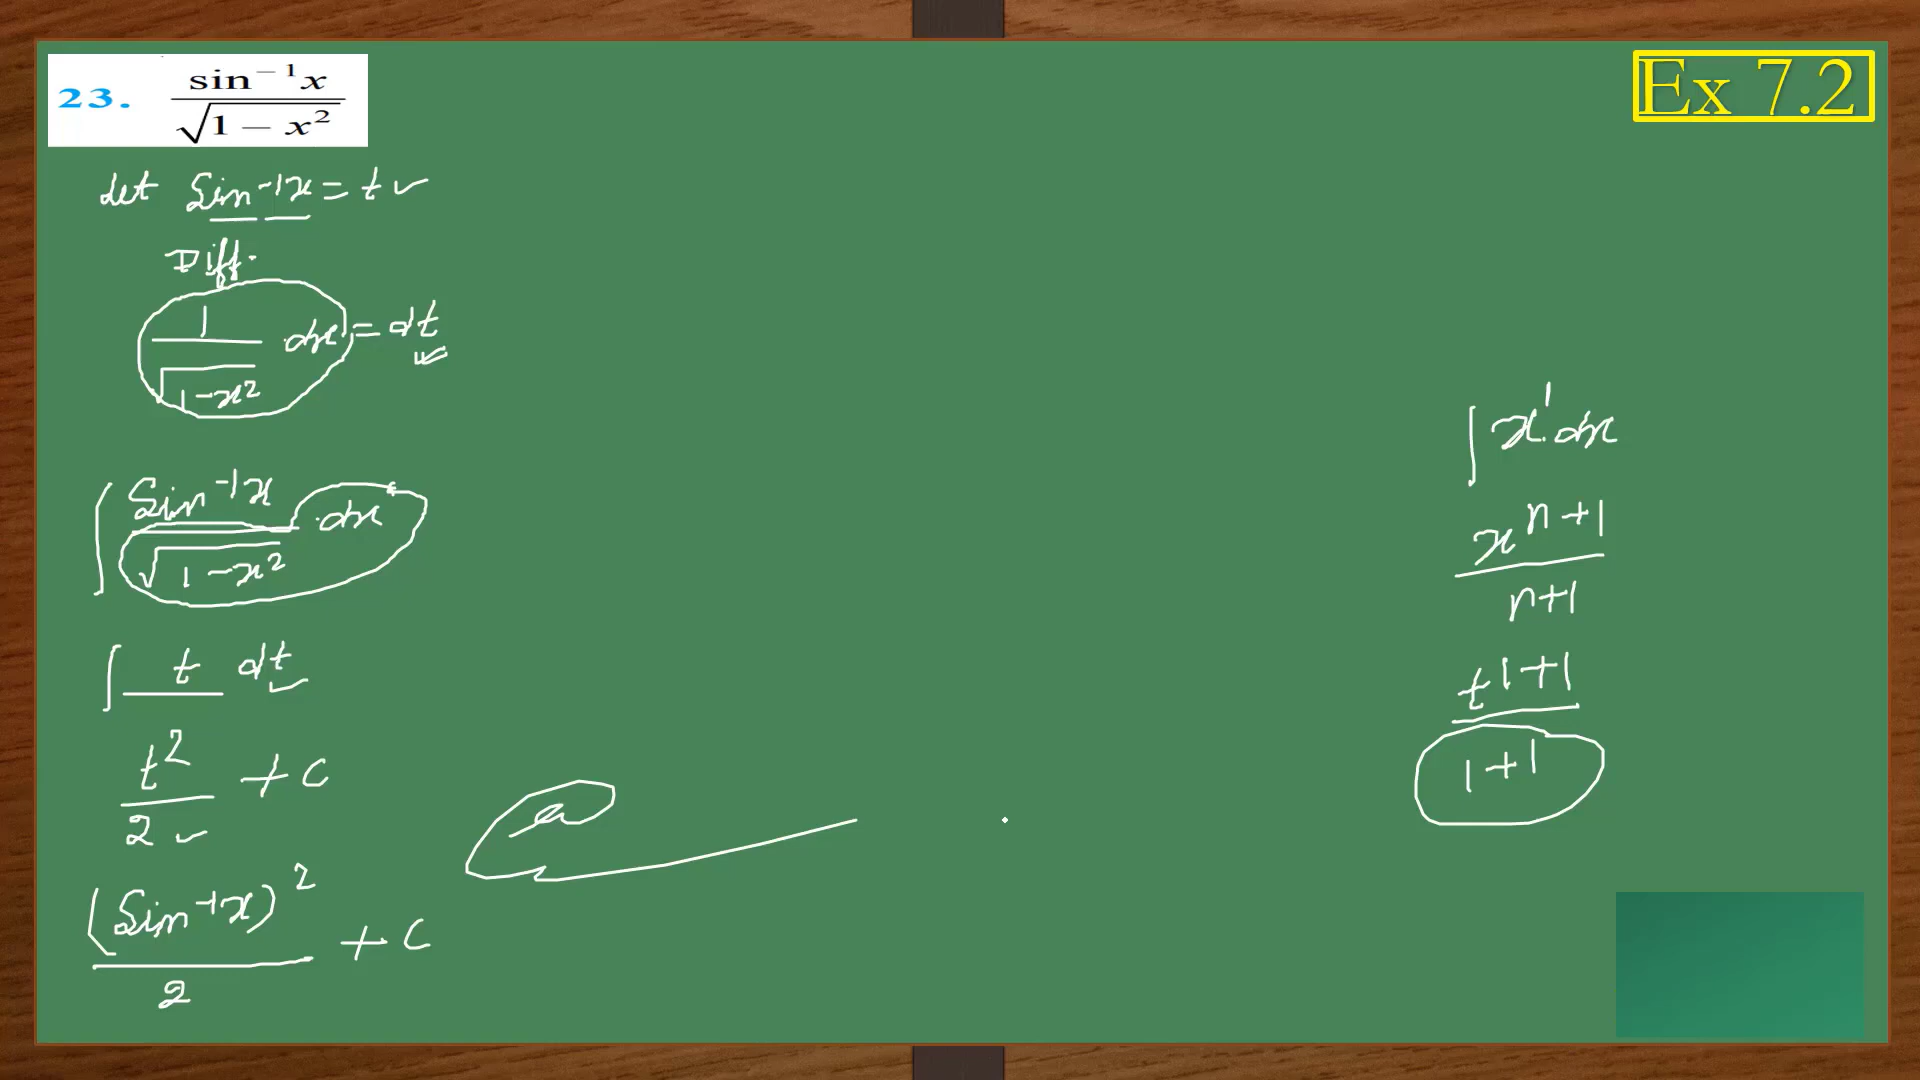 23. sin⁻¹x / √(1 − x²)
Ex 7.2
Let Sin⁻¹x = t ✓
Diff.
1 / √(1-x²) . dx = dt
∫ Sin⁻¹x / √(1-x²) . dx
∫ t dt
t² / 2 + c
(Sin⁻¹x)² / 2 + c
∫ x¹. dx
xⁿ⁺¹ / n+1
t¹⁺¹ / 1+1